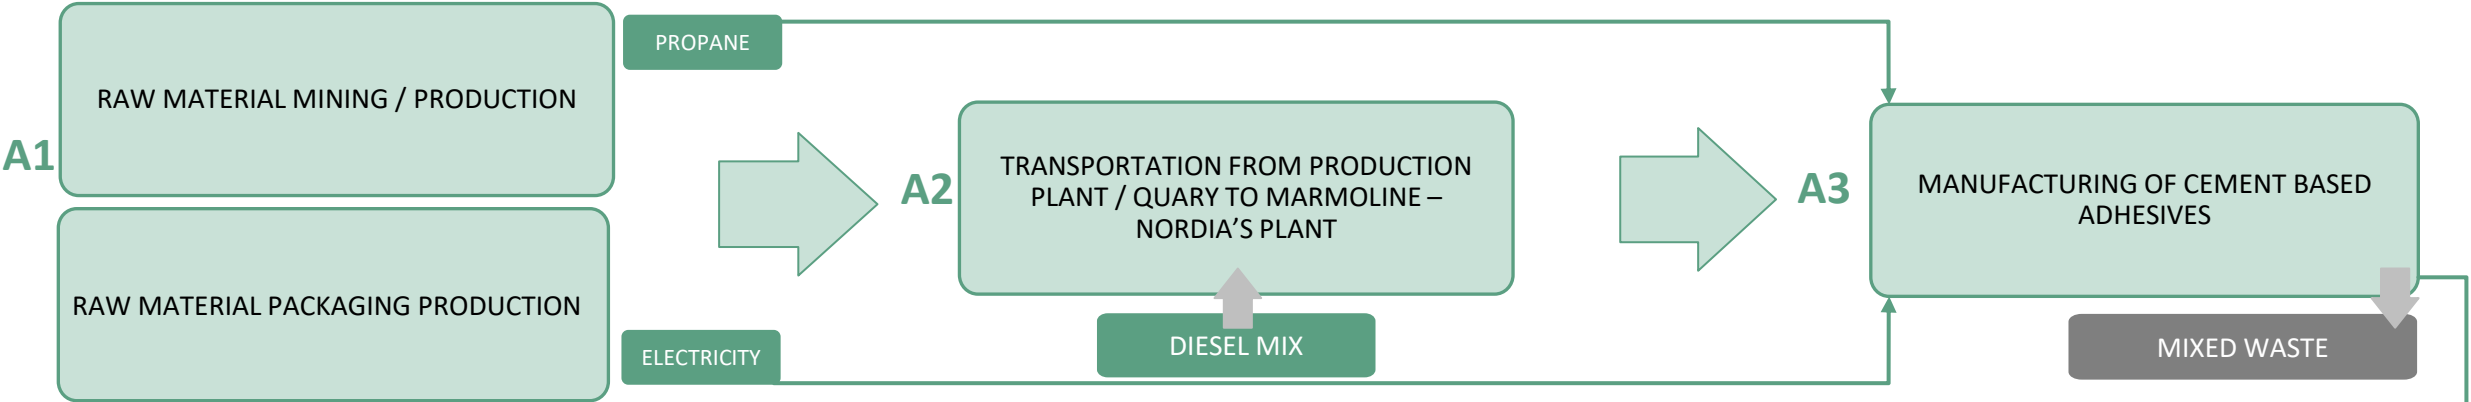 A1
RAW MATERIAL MINING / PRODUCTION
RAW MATERIAL PACKAGING PRODUCTION
PROPANE
ELECTRICITY
A2
TRANSPORTATION FROM PRODUCTION
PLANT / QUARY TO MARMOLINE –
NORDIA’S PLANT
DIESEL MIX
A3
MANUFACTURING OF CEMENT BASED
ADHESIVES
MIXED WASTE